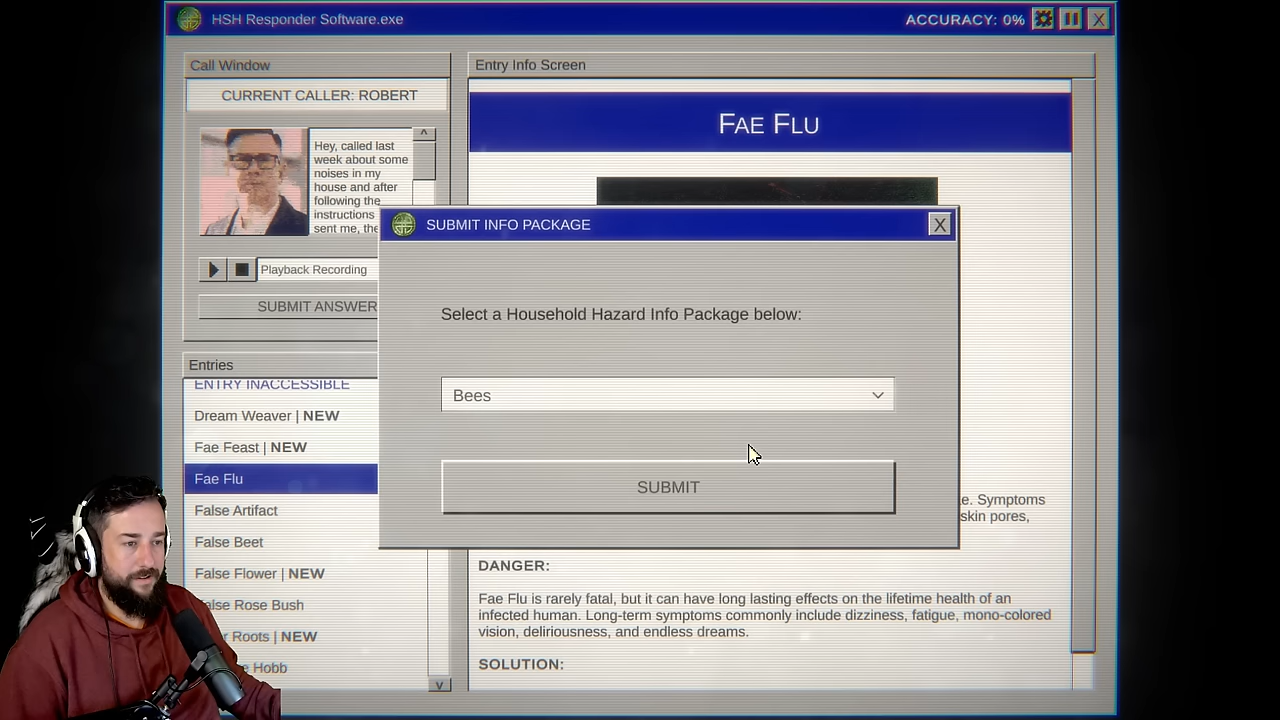 HSH Responder Software.exe
ACCURACY: 0%
X
Call Window
CURRENT CALLER: ROBERT
Hey, called last
week about some
noises in my
house and after
following the
instructions
sent me, the
Playback Recording
SUBMIT ANSWER
Entries
ENTRY INACCESSIBLE
Dream Weaver | NEW
Fae Feast | NEW
Fae Flu
False Artifact
False Beet
False Flower | NEW
False Rose Bush
Roots | NEW
Hobb
Entry Info Screen
FAE FLU
SUBMIT INFO PACKAGE
X
Select a Household Hazard Info Package below:
Bees
SUBMIT
e. Symptoms
skin pores,
DANGER:
Fae Flu is rarely fatal, but it can have long lasting effects on the lifetime health of an
infected human. Long-term symptoms commonly include dizziness, fatigue, mono-colored
vision, deliriousness, and endless dreams.
SOLUTION: